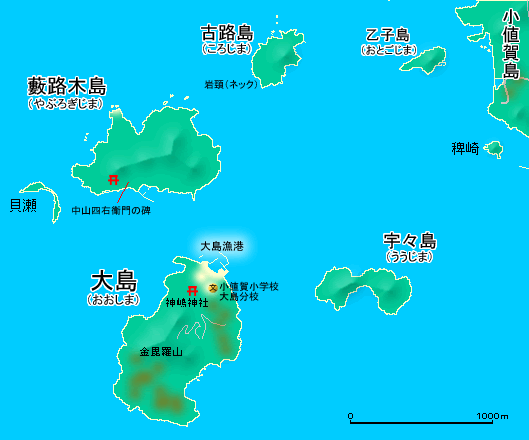 古路島
(ころじま)
乙子島
(おとごじま)
小値賀島
岩頚(ネック)
藪路木島
(やぶろぎじま)
稗崎
貝瀬
中山四右衛門の碑
大島漁港
宇々島
(ううじま)
大島
(おおしま)
文
小値賀小学校
大島分校
神嶋神社
金毘羅山
0
1000m